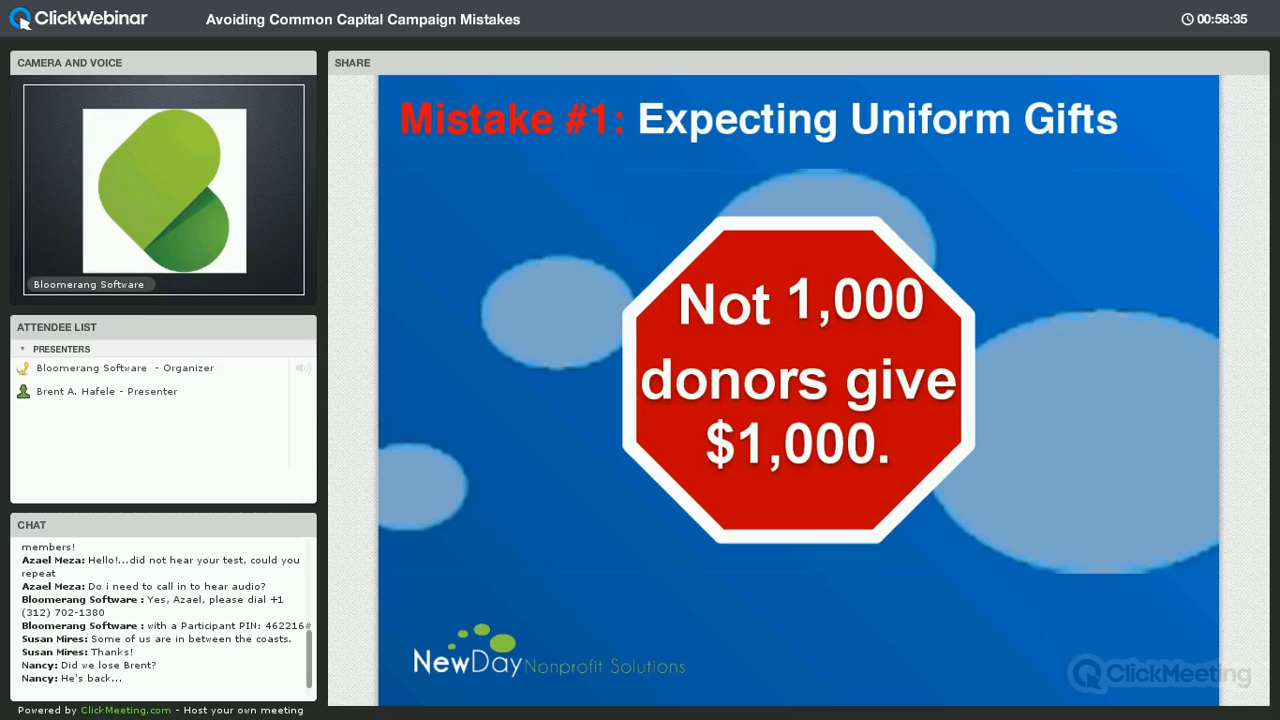 ClickWebinar
Avoiding Common Capital Campaign Mistakes
00:58:35
CAMERA AND VOICE
Bloomerang Software
ATTENDEE LIST
PRESENTERS
Bloomerang Software - Organizer
Brent A. Hafele - Presenter
CHAT
members!
Azael Meza: Hello!...did not hear your test, could you
repeat
Azael Meza: Do i need to call in to hear audio?
Bloomerang Software : Yes, Azael, please dial +1
(312) 702-1380
Bloomerang Software : with a Participant PIN: 462216#
Susan Mires: Some of us are in between the coasts.
Susan Mires: Thanks!
Nancy: Did we lose Brent?
Nancy: He's back...
Powered by ClickMeeting.com - Host your own meeting
SHARE
Mistake #1: Expecting Uniform Gifts
Not 1,000
donors give
$1,000.
NewDay Nonprofit Solutions
ClickMeeting